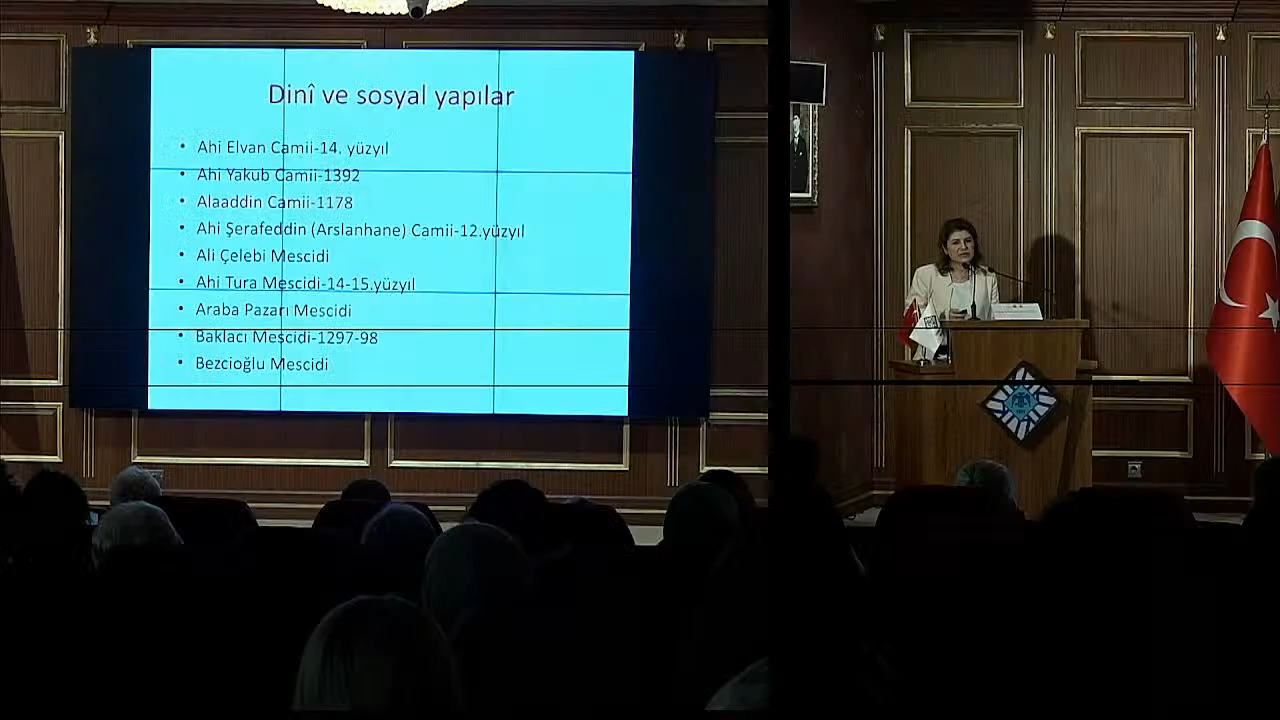 Dinî ve sosyal yapılar
• Ahi Elvan Camii-14. yüzyıl
• Ahi Yakub Camii-1392
• Alaaddin Camii-1178
• Ahi Şerafeddin (Arslanhane) Camii-12.yüzyıl
• Ali Çelebi Mescidi
• Ahi Tura Mescidi-14-15.yüzyıl
• Araba Pazarı Mescidi
• Baklacı Mescidi-1297-98
• Bezcioğlu Mescidi